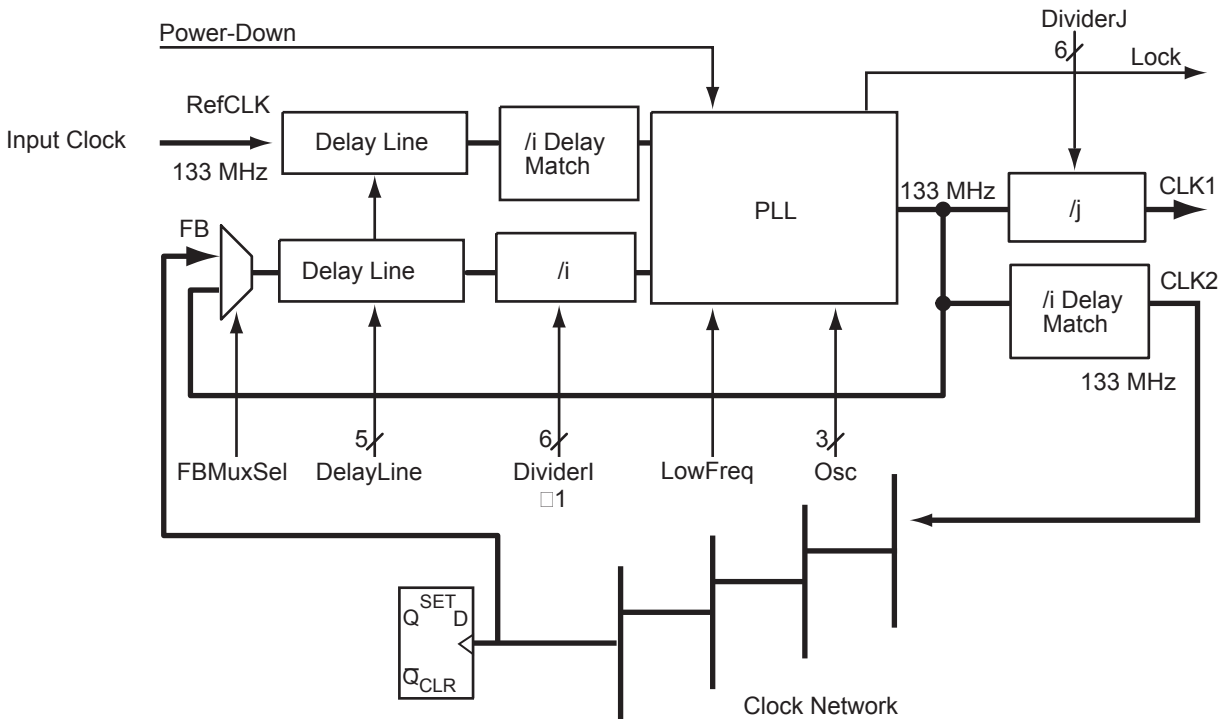 DividerJ
Power-Down
6
Lock
RefCLK
Input Clock
133 MHz
Delay Line
/i Delay
Match
PLL
133 MHz
/j
CLK1
FB
Delay Line
/i
/i Delay
Match
CLK2
133 MHz
5
6
3
FBMuxSel
DelayLine
DividerI
LowFreq
Osc
□1
Q
SET
D
Q̅
CLR
Clock Network